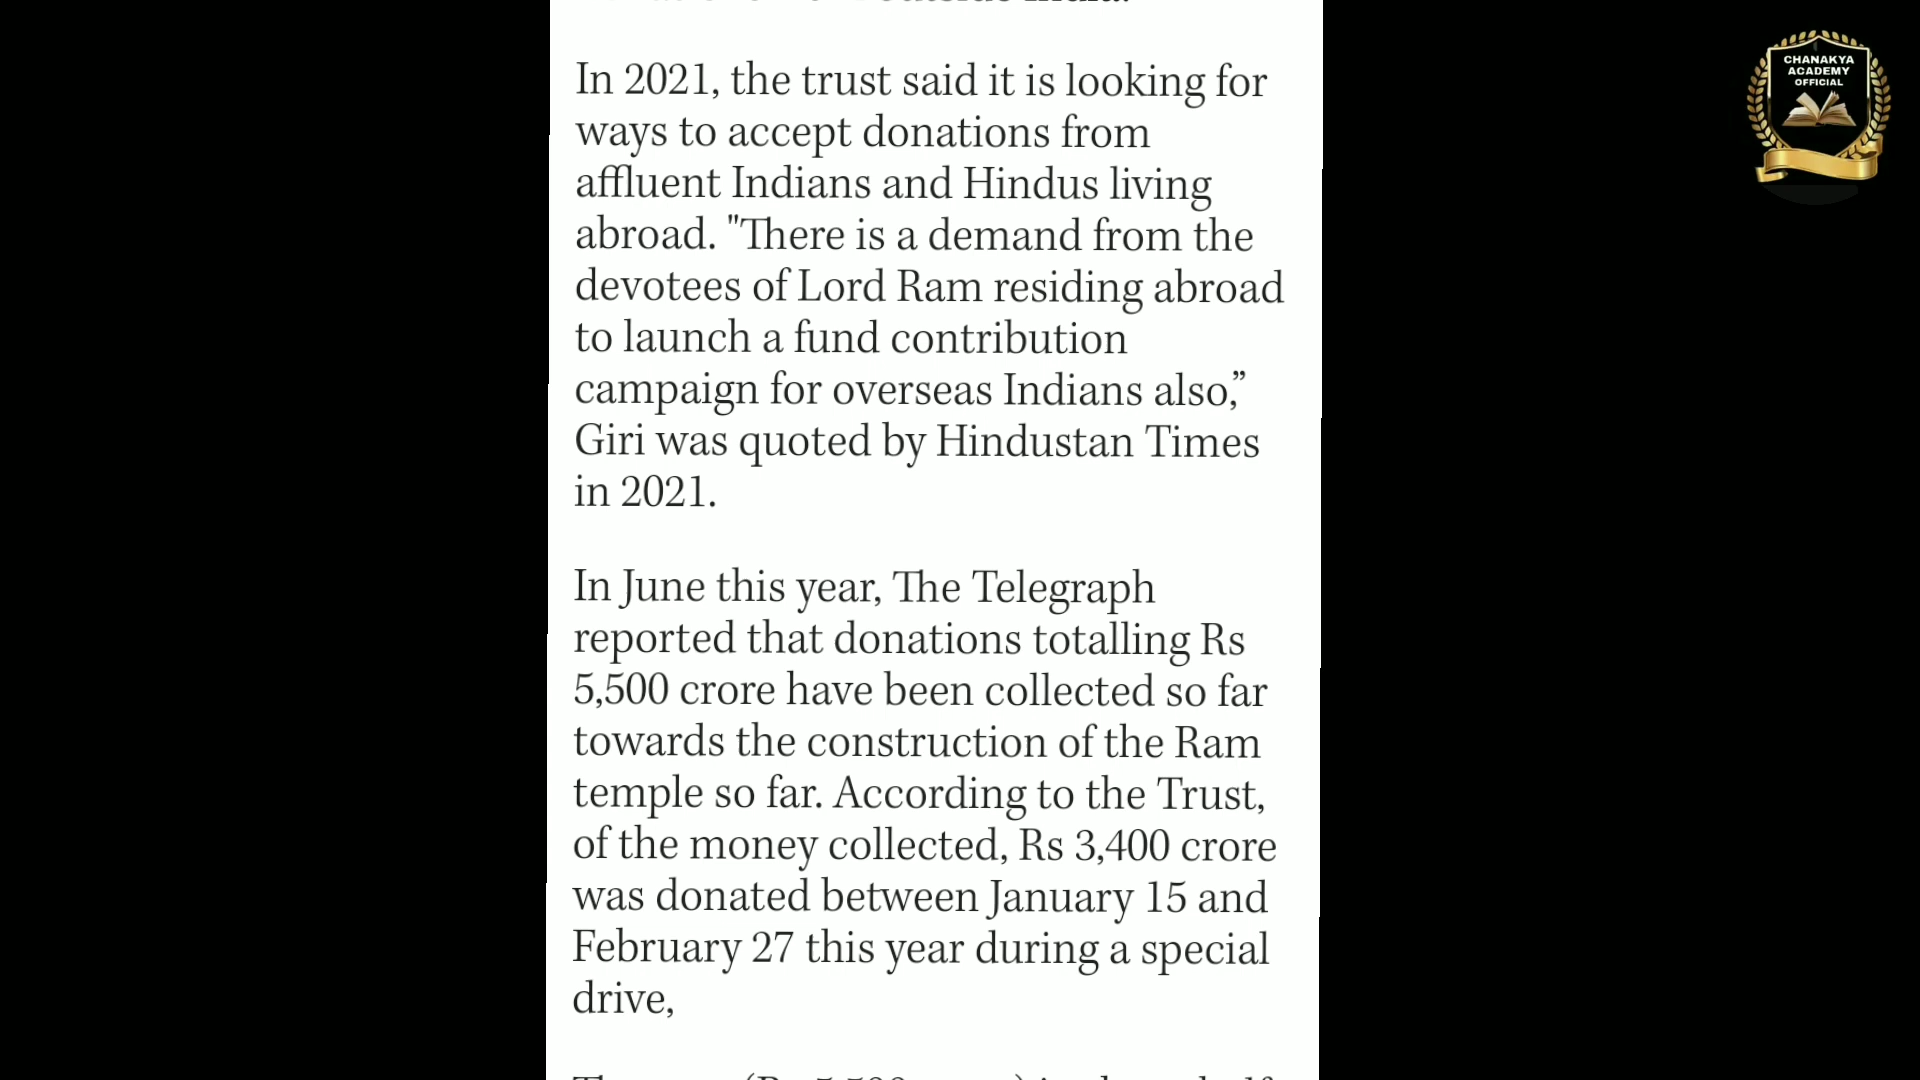 outside India.
In 2021, the trust said it is looking for
ways to accept donations from
affluent Indians and Hindus living
abroad. "There is a demand from the
devotees of Lord Ram residing abroad
to launch a fund contribution
campaign for overseas Indians also,”
Giri was quoted by Hindustan Times
in 2021.
In June this year, The Telegraph
reported that donations totalling Rs
5,500 crore have been collected so far
towards the construction of the Ram
temple so far. According to the Trust,
of the money collected, Rs 3,400 crore
was donated between January 15 and
February 27 this year during a special
drive,
CHANAKYA
ACADEMY
OFFICIAL